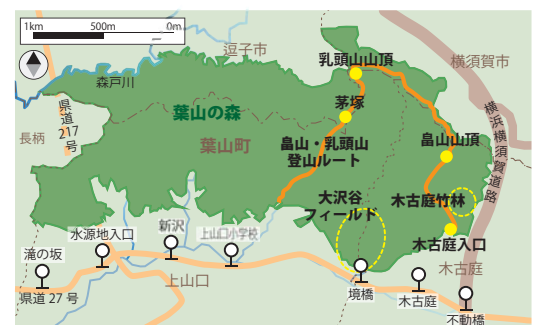 1km 500m 0m
逗子市
乳頭山山頂
横須賀市
森戸川
茅塚
県道217号
葉山の森
長柄
葉山町
畠山・乳頭山
登山ルート
畠山山頂
横浜横須賀道路
大沢谷
フィールド
木古庭竹林
新沢
上山口小学校
水源地入口
木古庭入口
滝の坂
上山口
木古庭
県道 27 号
境橋
木古庭
不動橋